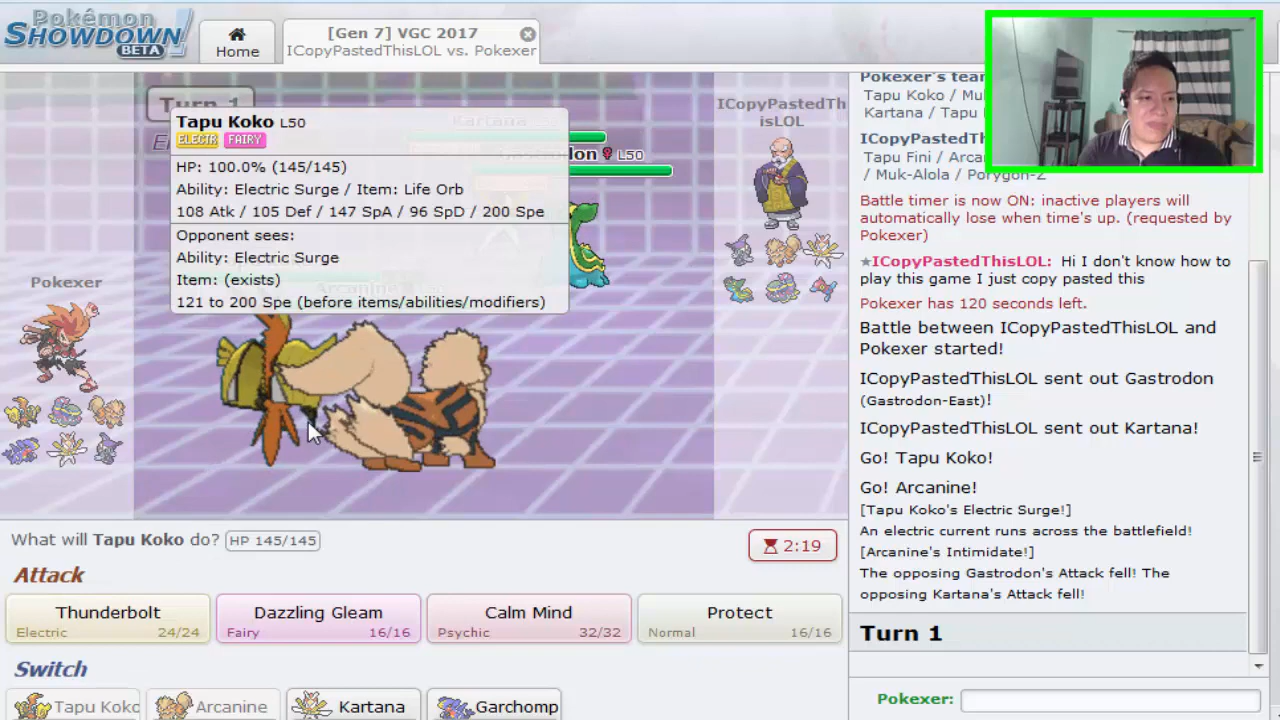 Pokémon
SHOWDOWN!
BETA
Home
[Gen 7] VGC 2017
ICopyPastedThisLOL vs. Pokexer
Turn 1
Tapu Koko L50
ELECTR FAIRY
HP: 100.0% (145/145)
Ability: Electric Surge / Item: Life Orb
108 Atk / 105 Def / 147 SpA / 96 SpD / 200 Spe
Opponent sees:
Ability: Electric Surge
Item: (exists)
121 to 200 Spe (before items/abilities/modifiers)
Kartana
L50
Pokexer
ICopyPastedTh
isLOL
What will Tapu Koko do? HP 145/145
2:19
Attack
Thunderbolt
Electric 24/24
Dazzling Gleam
Fairy 16/16
Calm Mind
Psychic 32/32
Protect
Normal 16/16
Switch
Tapu Koko
Arcanine
Kartana
Garchomp
Pokexer's tea
Tapu Koko / Mu
Kartana / Tapu
ICopyPastedTh
Tapu Fini / Arca
/ Muk-Alola / Porygon-Z
Battle timer is now ON: inactive players will
automatically lose when time's up. (requested by
Pokexer)
★ICopyPastedThisLOL: Hi I don't know how to
play this game I just copy pasted this
Pokexer has 120 seconds left.
Battle between ICopyPastedThisLOL and
Pokexer started!
ICopyPastedThisLOL sent out Gastrodon
(Gastrodon-East)!
ICopyPastedThisLOL sent out Kartana!
Go! Tapu Koko!
Go! Arcanine!
[Tapu Koko's Electric Surge!]
An electric current runs across the battlefield!
[Arcanine's Intimidate!]
The opposing Gastrodon's Attack fell! The
opposing Kartana's Attack fell!
Turn 1
Pokexer: